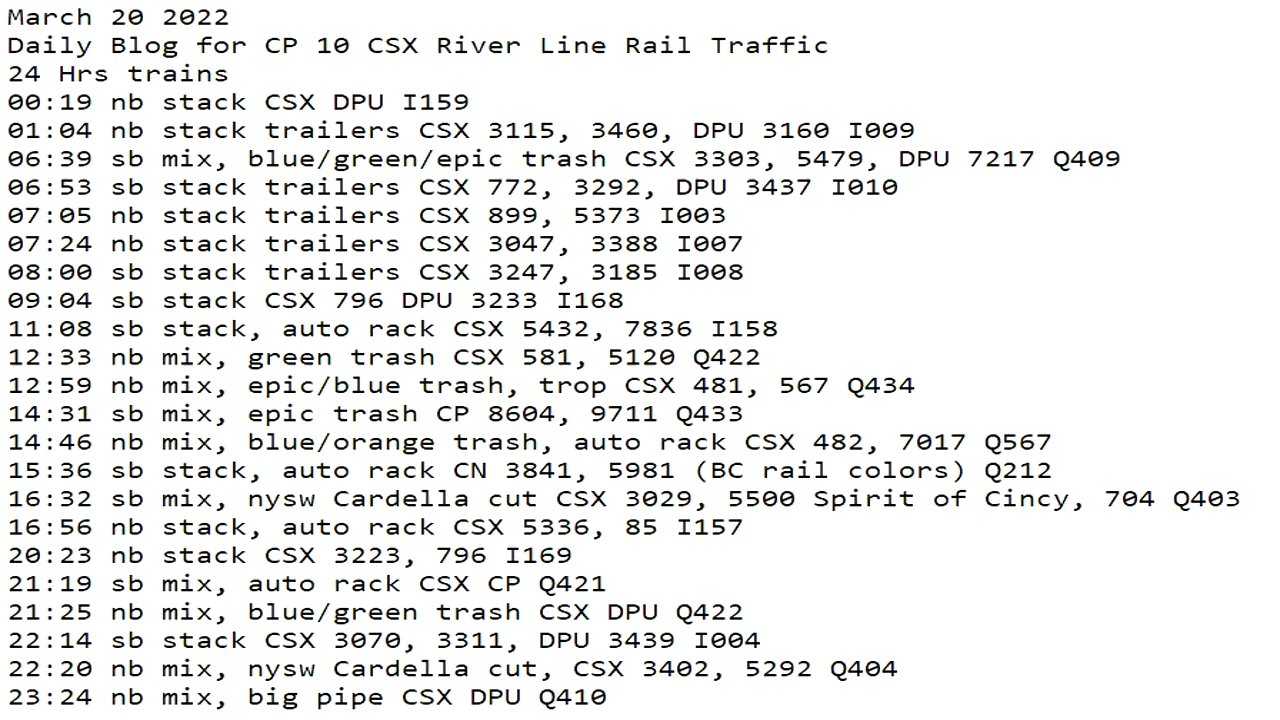 March 20 2022
Daily Blog for CP 10 CSX River Line Rail Traffic
24 Hrs trains
00:19 nb stack CSX DPU I159
01:04 nb stack trailers CSX 3115, 3460, DPU 3160 I009
06:39 sb mix, blue/green/epic trash CSX 3303, 5479, DPU 7217 Q409
06:53 sb stack trailers CSX 772, 3292, DPU 3437 I010
07:05 nb stack trailers CSX 899, 5373 I003
07:24 nb stack trailers CSX 3047, 3388 I007
08:00 sb stack trailers CSX 3247, 3185 I008
09:04 sb stack CSX 796 DPU 3233 I168
11:08 sb stack, auto rack CSX 5432, 7836 I158
12:33 nb mix, green trash CSX 581, 5120 Q422
12:59 nb mix, epic/blue trash, trop CSX 481, 567 Q434
14:31 sb mix, epic trash CP 8604, 9711 Q433
14:46 nb mix, blue/orange trash, auto rack CSX 482, 7017 Q567
15:36 sb stack, auto rack CN 3841, 5981 (BC rail colors) Q212
16:32 sb mix, nysw Cardella cut CSX 3029, 5500 Spirit of Cincy, 704 Q403
16:56 nb stack, auto rack CSX 5336, 85 I157
20:23 nb stack CSX 3223, 796 I169
21:19 sb mix, auto rack CSX CP Q421
21:25 nb mix, blue/green trash CSX DPU Q422
22:14 sb stack CSX 3070, 3311, DPU 3439 I004
22:20 nb mix, nysw Cardella cut, CSX 3402, 5292 Q404
23:24 nb mix, big pipe CSX DPU Q410